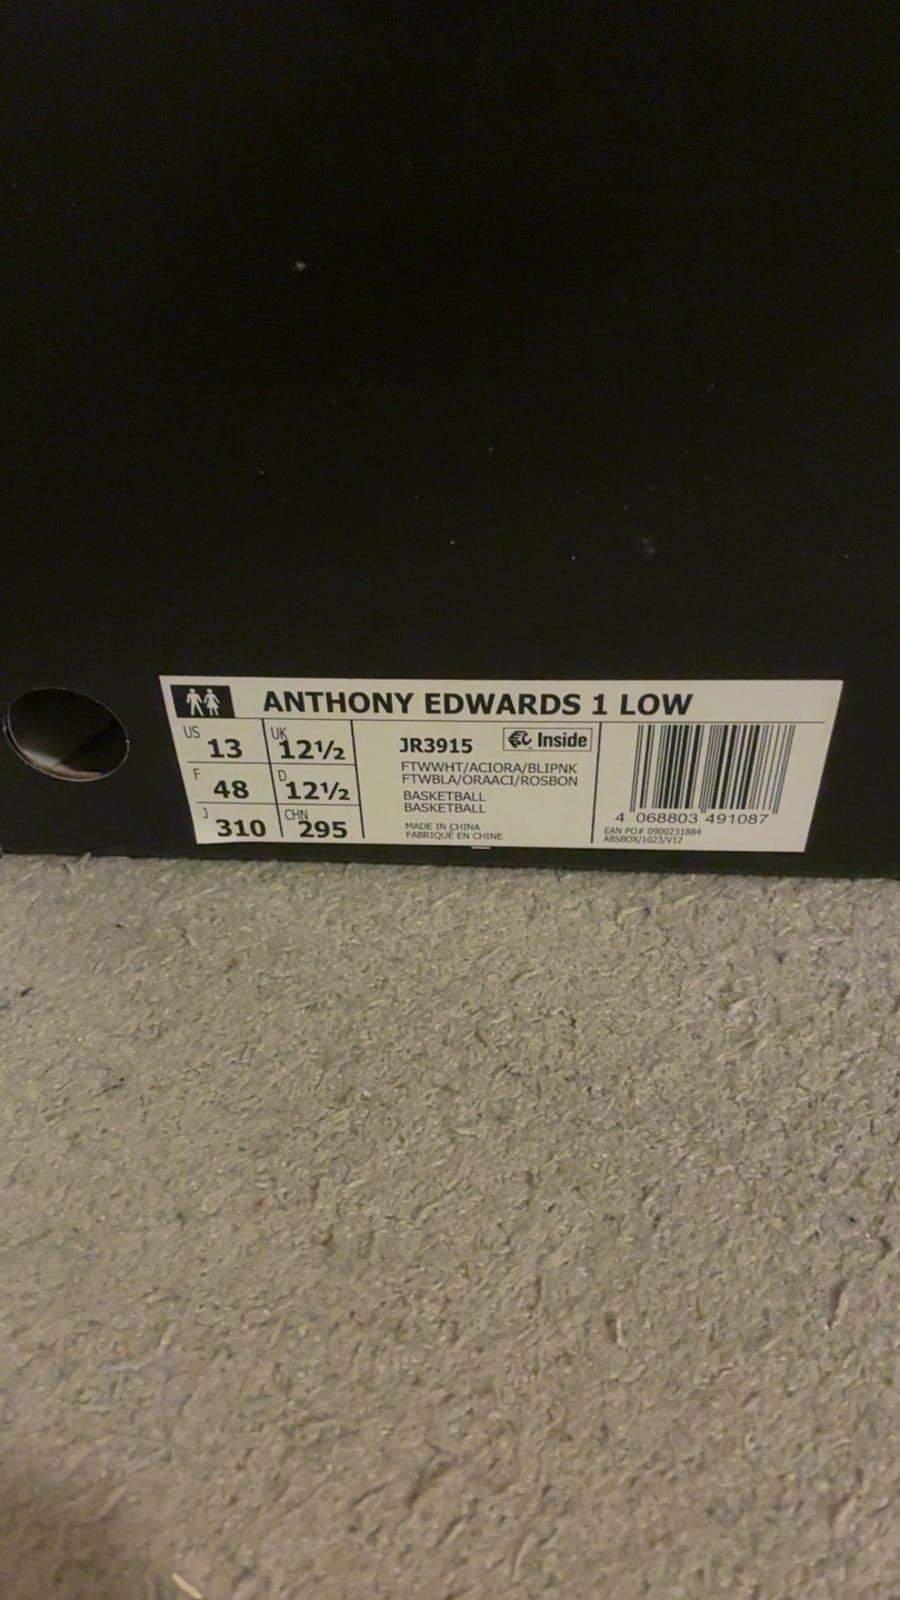 ANTHONY EDWARDS 1 LOW
US 13 UK 12½
F 48 D 12½
J 310 CHN 295
JR3915 Inside
FTWWHT/ACIORA/BLIPNK
FTWBLA/ORAACI/ROSBON
BASKETBALL
BASKETBALL
MADE IN CHINA
FABRIQUÉ EN CHINE
4 068803 491087
EAN PO# 0900231884
ABSBOX/1023/V12